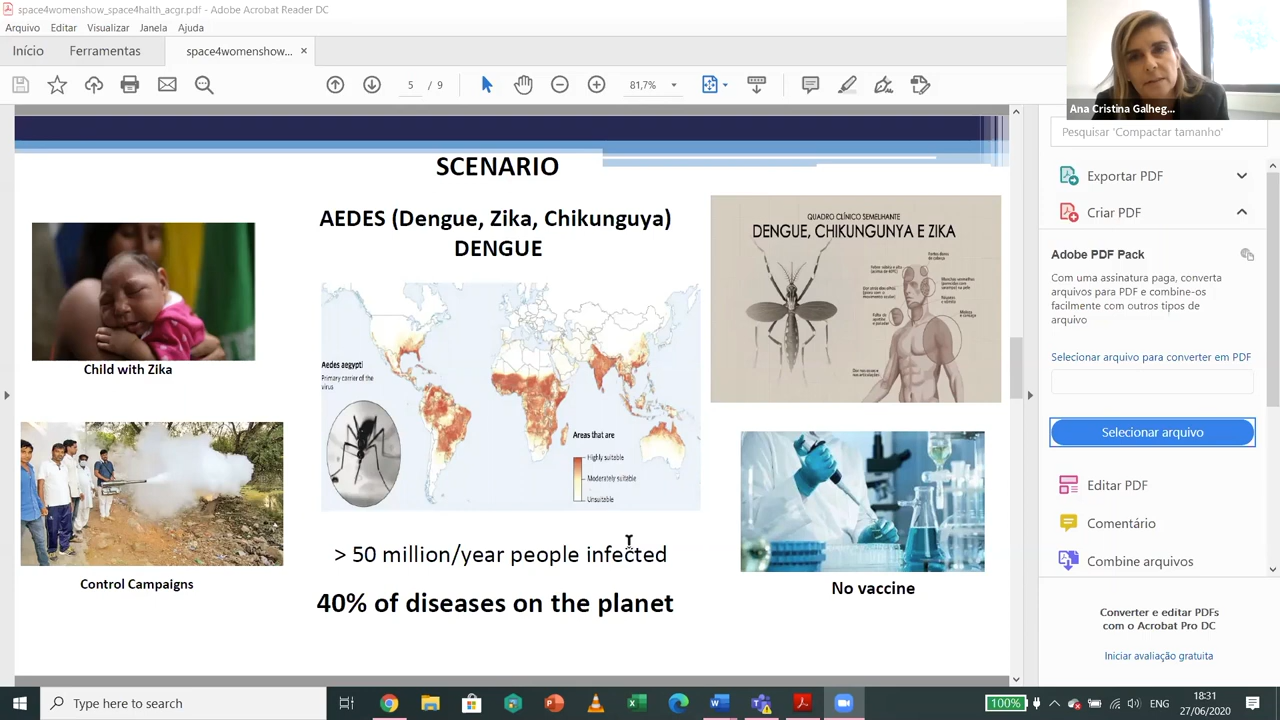 space4womenshow_space4halth_acgr.pdf - Adobe Acrobat Reader DC
Arquivo Editar Visualizar Janela Ajuda
Início Ferramentas space4womenshow... ×
5 / 9 81,7%
Ana Cristina Galheg...
SCENARIO
AEDES (Dengue, Zika, Chikunguya)
DENGUE
Child with Zika
Control Campaigns
Aedes aegypti
Primary carrier of the
virus
Areas that are
Highly suitable
Moderately suitable
Unsuitable
> 50 million/year people infected
40% of diseases on the planet
QUADRO CLÍNICO SEMELHANTE
DENGUE, CHIKUNGUNYA E ZIKA
No vaccine
Pesquisar 'Compactar tamanho'
Exportar PDF
Criar PDF
Adobe PDF Pack
Com uma assinatura paga, converta
arquivos para PDF e combine-os
facilmente com outros tipos de
arquivo
Selecionar arquivo para converter em PDF
Selecionar arquivo
Editar PDF
Comentário
Combine arquivos
Converter e editar PDFs
com o Acrobat Pro DC
Iniciar avaliação gratuita
Type here to search
100%
ENG
18:31
27/06/2020